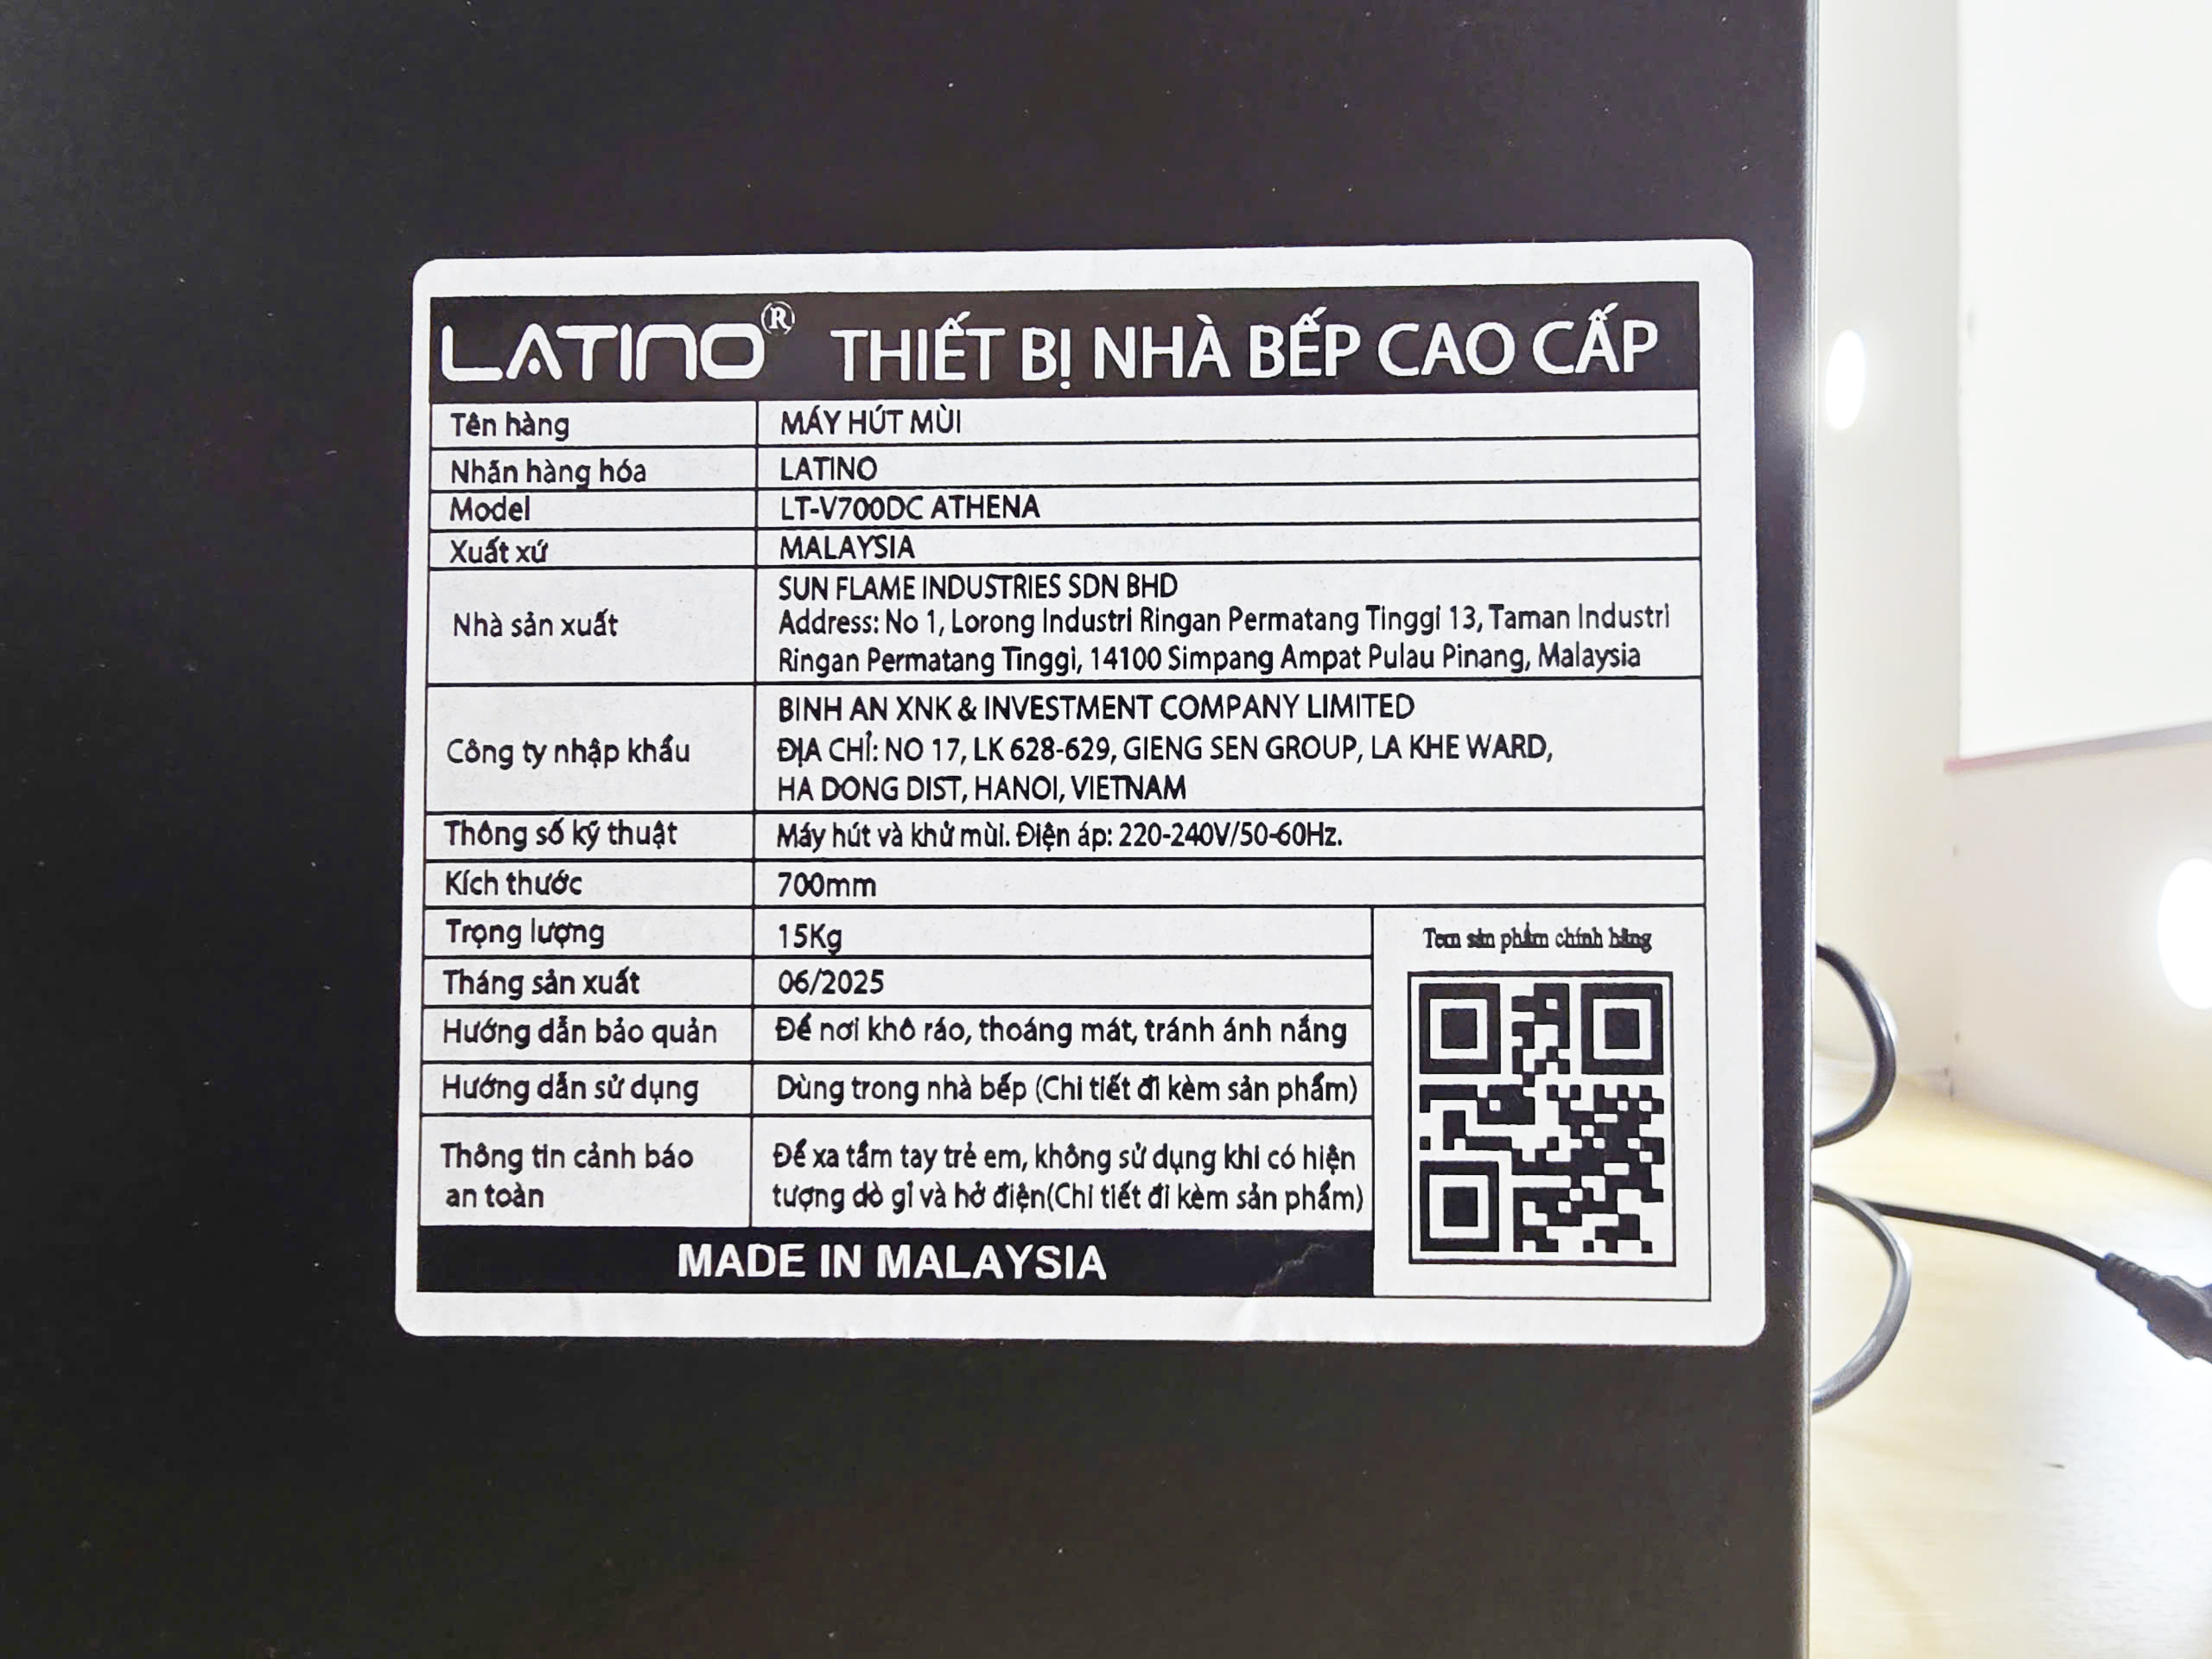 LATINO® THIẾT BỊ NHÀ BẾP CAO CẤP
Tên hàng MÁY HÚT MÙI
Nhãn hàng hóa LATINO
Model LT-V700DC ATHENA
Xuất xứ MALAYSIA
Nhà sản xuất SUN FLAME INDUSTRIES SDN BHD
Address: No 1, Lorong Industri Ringan Permatang Tinggi 13, Taman Industri
Ringan Permatang Tinggi, 14100 Simpang Ampat Pulau Pinang, Malaysia
Công ty nhập khẩu BINH AN XNK & INVESTMENT COMPANY LIMITED
ĐỊA CHỈ: NO 17, LK 628-629, GIENG SEN GROUP, LA KHE WARD,
HA DONG DIST, HANOI, VIETNAM
Thông số kỹ thuật Máy hút và khử mùi. Điện áp: 220-240V/50-60Hz.
Kích thước 700mm
Trọng lượng 15Kg
Tháng sản xuất 06/2025
Hướng dẫn bảo quản Để nơi khô ráo, thoáng mát, tránh ánh nắng
Hướng dẫn sử dụng Dùng trong nhà bếp (Chi tiết đi kèm sản phẩm)
Thông tin cảnh báo
an toàn
Để xa tầm tay trẻ em, không sử dụng khi có hiện
tượng dò gỉ và hở điện(Chi tiết đi kèm sản phẩm)
Tem sản phẩm chính hãng
MADE IN MALAYSIA